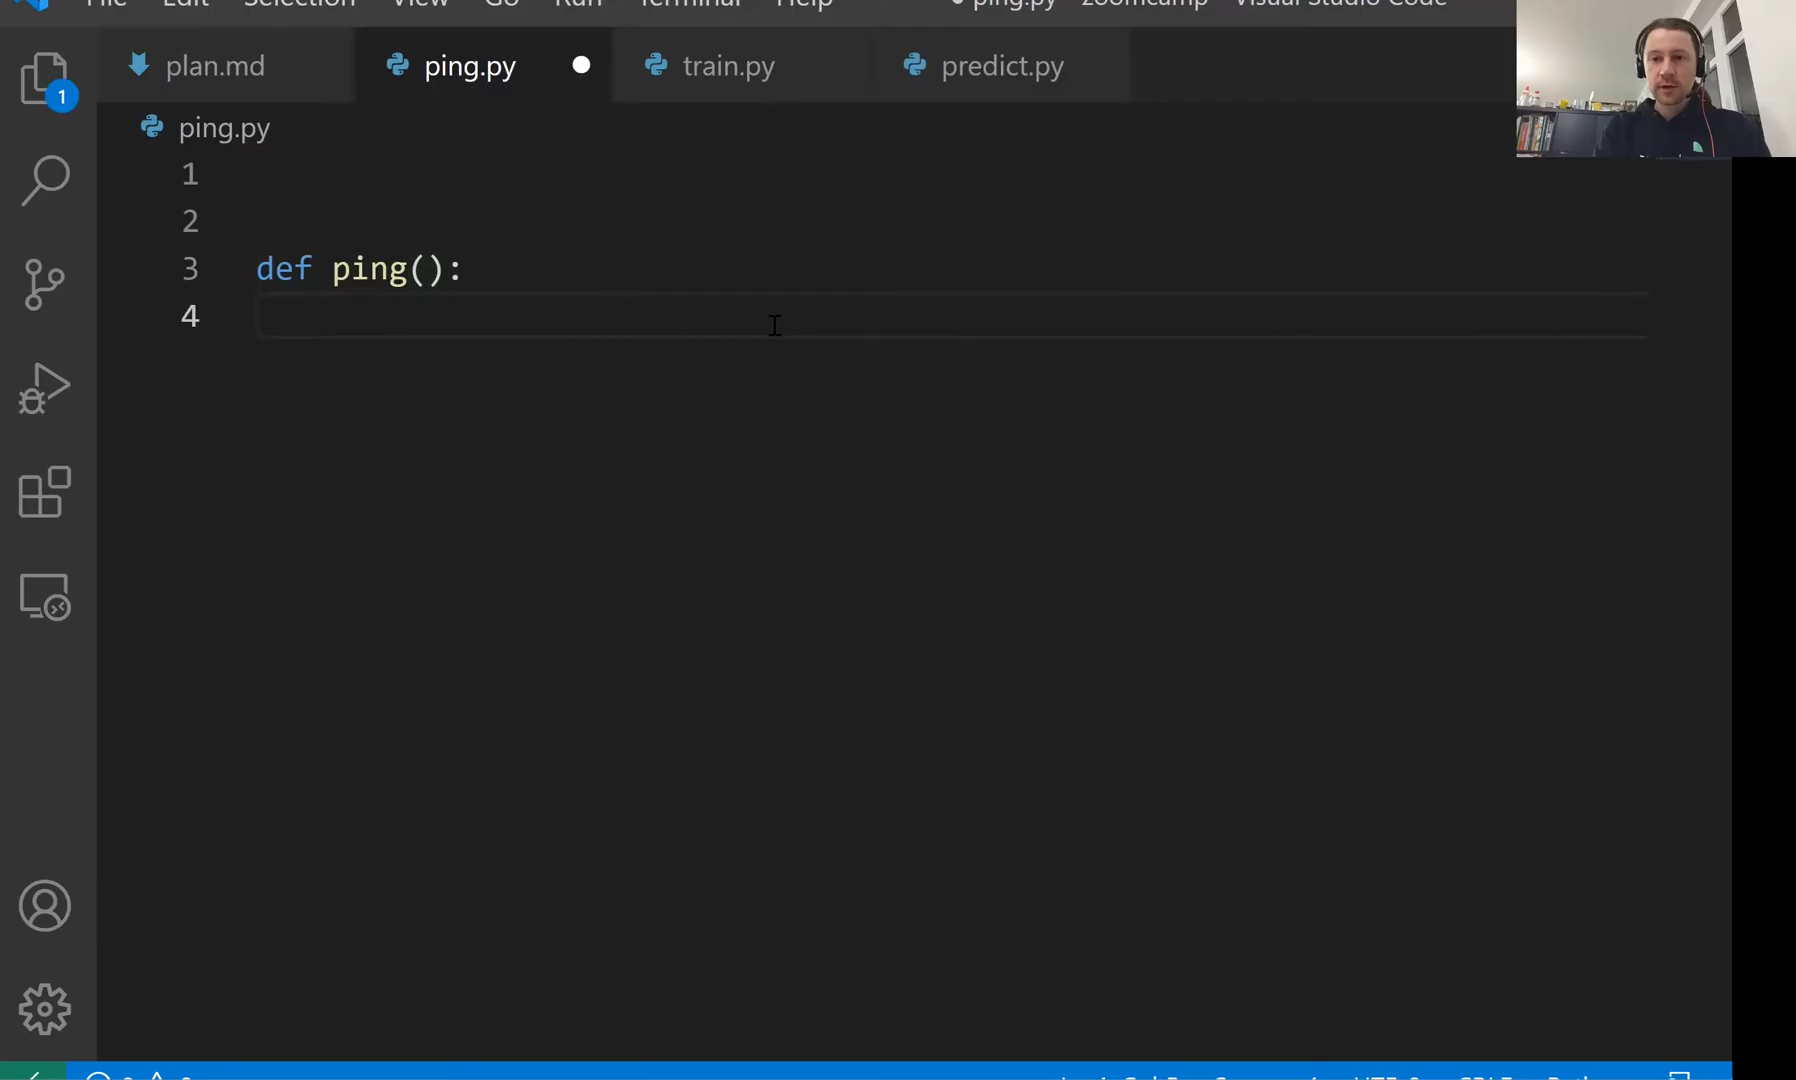 File Edit Selection View Go Run Terminal Help ● ping.py zoomcamp Visual Studio Code
plan.md ping.py train.py predict.py
1
ping.py
1
2
3 def ping():
4